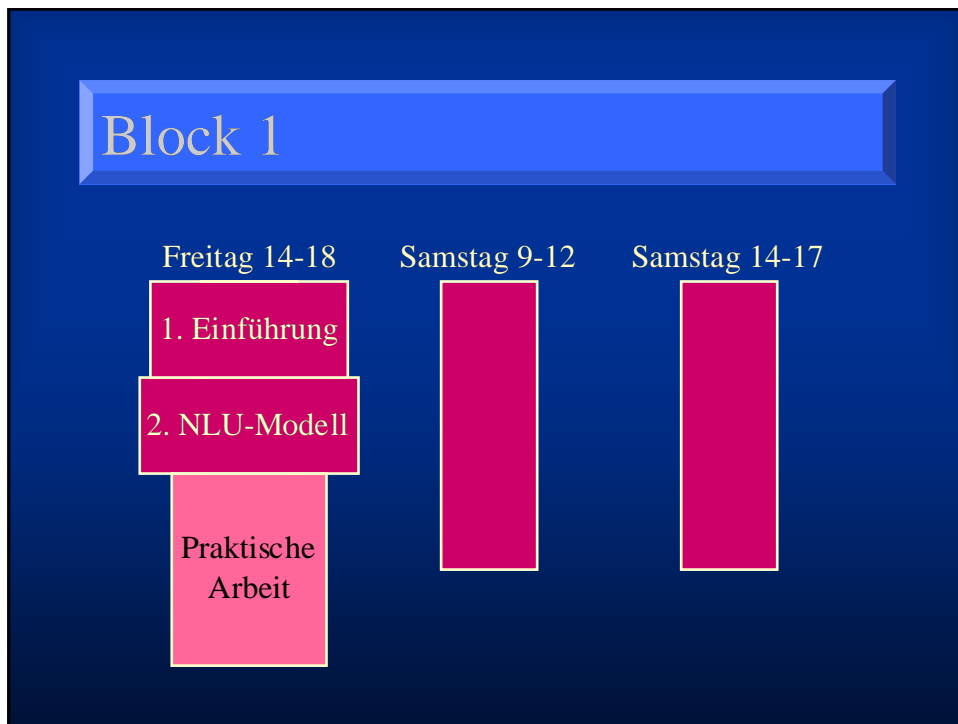 Block 1
Freitag 14-18
Samstag 9-12
Samstag 14-17
1. Einführung
2. NLU-Modell
Praktische
Arbeit